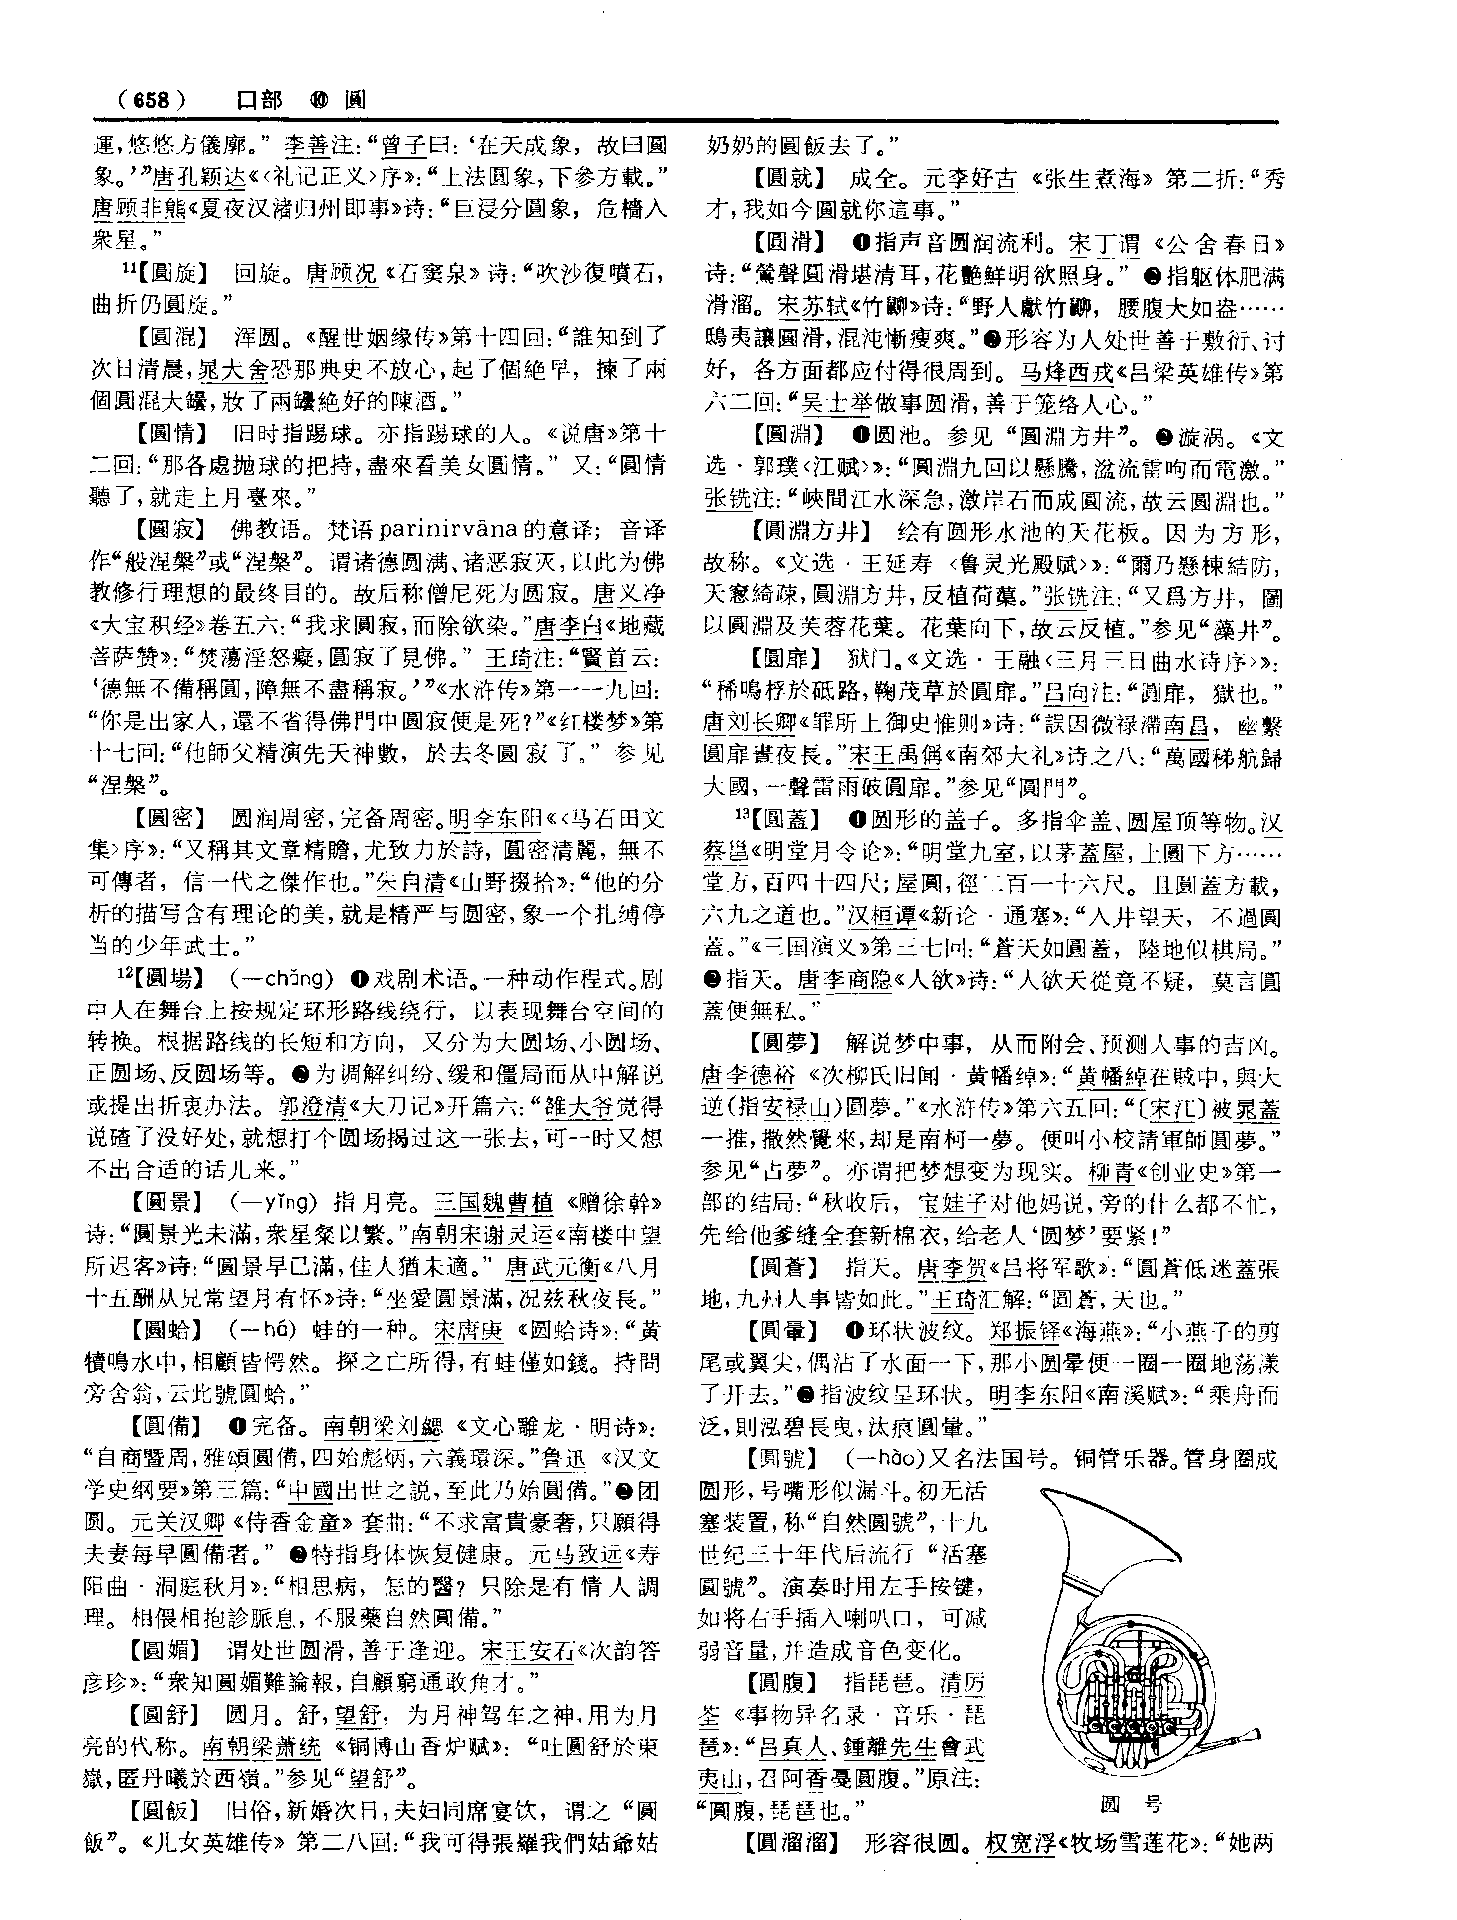 (658) 口部 ⑩ 圓
運，悠悠方儀廓。”李善注：“曾子曰：‘在天成象，故曰圓
象。’”唐孔颖达《〈礼记正义〉序》：“上法圓象，下參方載。”
唐顾非熊《夏夜汉渚归州即事》诗：“巨浸分圓象，危檣入
衆星。”
¹¹【圓旋】 回旋。唐顾况《石窦泉》诗：“吹沙復噴石，
曲折仍圓旋。”
【圓混】 浑圆。《醒世姻缘传》第十四回：“誰知到了
次日清晨，晁大舍恐那典史不放心，起了個絶早，揀了兩
個圓混大罎，妝了兩罎絶好的陳酒。”
【圓情】 旧时指踢球。亦指踢球的人。《说唐》第十
二回：“那各處抛球的把持，盡來看美女圓情。”又：“圓情
聽了，就走上月臺來。”
【圓寂】 佛教语。梵语parinirvāna的意译；音译
作“般涅槃”或“涅槃”。谓诸德圆满、诸恶寂灭，以此为佛
教修行理想的最终目的。故后称僧尼死为圆寂。唐义净
《大宝积经》卷五六：“我求圓寂，而除欲染。”唐李白《地藏
菩萨赞》：“焚蕩淫怒癡，圓寂了見佛。”王琦注：“賢首云：
‘德無不備稱圓，障無不盡稱寂。’”《水浒传》第一一九回：
“你是出家人，還不省得佛門中圓寂便是死？”《红楼梦》第
十七回：“他師父精演先天神數，於去冬圓寂了。”参见
“涅槃”。
【圓密】 圆润周密，完备周密。明李东阳《〈马石田文
集〉序》：“又稱其文章精贍，尤致力於詩，圓密清麗，無不
可傳者，信一代之傑作也。”朱自清《山野掇拾》：“他的分
析的描写含有理论的美，就是精严与圆密，象一个扎缚停
当的少年武士。”
¹²【圓場】 (—chǎng) ❶戏剧术语。一种动作程式。剧
中人在舞台上按规定环形路线绕行，以表现舞台空间的
转换。根据路线的长短和方向，又分为大圆场、小圆场、
正圆场、反圆场等。❷为调解纠纷、缓和僵局而从中解说
或提出折衷办法。郭澄清《大刀记》开篇六：“雒大爷觉得
说碴了没好处，就想打个圆场揭过这一张去，可一时又想
不出合适的话儿来。”
【圓景】 (—yǐng) 指月亮。三国魏曹植《赠徐幹》
诗：“圓景光未滿，衆星粲以繁。”南朝宋谢灵运《南楼中望
所迟客》诗：“圓景早已滿，佳人猶未適。”唐武元衡《八月
十五酬从兄常望月有怀》诗：“坐愛圓景滿，况兹秋夜長。”
【圓蛤】 (—há) 蛙的一种。宋唐庚《圆蛤诗》：“黄
犢鳴水中，相顧皆愕然。探之亡所得，有蛙僅如錢。持問
旁舍翁，云此號圓蛤。”
【圓備】 ❶完备。南朝梁刘勰《文心雕龙·明诗》：
“自商暨周，雅頌圓備，四始彪炳，六義環深。”鲁迅《汉文
学史纲要》第三篇：“中國出世之説，至此乃始圓備。”❷团
圆。元关汉卿《侍香金童》套曲：“不求富貴豪奢，只願得
夫妻每早圓備者。”❸特指身体恢复健康。元马致远《寿
阳曲·洞庭秋月》：“相思病，怎的醫？只除是有情人調
理。相偎相抱診脈息，不服藥自然圓備。”
【圓媚】 谓处世圆滑，善于逢迎。宋王安石《次韵答
彦珍》：“衆知圓媚難論報，自顧窮通敢角才。”
【圓舒】 圆月。舒，望舒，为月神驾车之神，用为月
亮的代称。南朝梁萧统《铜博山香炉赋》：“吐圓舒於東
嶽，匿丹曦於西嶺。”参见“望舒”。
【圓飯】 旧俗，新婚次日，夫妇同席宴饮，谓之“圓
飯”。《儿女英雄传》第二八回：“我可得張羅我們姑爺姑
奶奶的圓飯去了。”
【圓就】 成全。元李好古《张生煮海》第二折：“秀
才，我如今圓就你這事。”
【圓滑】 ❶指声音圆润流利。宋丁谓《公舍春日》
诗：“鶯聲圓滑堪清耳，花艷鮮明欲照身。”❷指躯体肥满
滑溜。宋苏轼《竹䶉》诗：“野人獻竹䶉，腰腹大如盎……
鴟夷讓圓滑，混沌慚瘦爽。”❸形容为人处世善于敷衍、讨
好，各方面都应付得很周到。马烽西戎《吕梁英雄传》第
六二回：“吴士举做事圆滑，善于笼络人心。”
【圓淵】 ❶圆池。参见“圓淵方井”。❷漩涡。《文
选·郭璞〈江赋〉》：“圓淵九回以懸騰，湓流雷呴而電激。”
张铣注：“峽間江水深急，激岸石而成圓流，故云圓淵也。”
【圓淵方井】 绘有圆形水池的天花板。因为方形，
故称。《文选·王延寿〈鲁灵光殿赋〉》：“爾乃懸棟結防，
天窻綺疎，圓淵方井，反植荷蕖。”张铣注：“又爲方井，圖
以圓淵及芙蓉花葉。花葉向下，故云反植。”参见“藻井”。
【圓扉】 狱门。《文选·王融〈三月三日曲水诗序〉》：
“稀鳴桴於砥路，鞠茂草於圓扉。”吕向注：“圓扉，獄也。”
唐刘长卿《罪所上御史惟则》诗：“誤因微禄滯南昌，幽繫
圓扉晝夜長。”宋王禹偁《南郊大礼》诗之八：“萬國梯航歸
大國，一聲雷雨破圓扉。”参见“圓門”。
¹³【圓蓋】 ❶圆形的盖子。多指伞盖、圆屋顶等物。汉
蔡邕《明堂月令论》：“明堂九室，以茅蓋屋，上圓下方……
堂方，百四十四尺；屋圓，徑二百一十六尺。且圓蓋方載，
六九之道也。”汉桓谭《新论·通塞》：“入井望天，不過圓
蓋。”《三国演义》第三七回：“蒼天如圓蓋，陸地似棋局。”
❷指天。唐李商隐《人欲》诗：“人欲天從竟不疑，莫言圓
蓋便無私。”
【圓夢】 解说梦中事，从而附会、预测人事的吉凶。
唐李德裕《次柳氏旧闻·黄幡绰》：“黄幡綽在賊中，與大
逆(指安禄山)圓夢。”《水浒传》第六五回：“〔宋江〕被晁蓋
一推，撒然覺來，却是南柯一夢。便叫小校請軍師圓夢。”
参见“占夢”。亦谓把梦想变为现实。柳青《创业史》第一
部的结局：“秋收后，宝娃子对他妈说，旁的什么都不忙，
先给他爹缝全套新棉衣，给老人‘圆梦’要紧！”
【圓蒼】 指天。唐李贺《吕将军歌》：“圓蒼低迷蓋張
地，九州人事皆如此。”王琦汇解：“圓蒼，天也。”
【圓暈】 ❶环状波纹。郑振铎《海燕》：“小燕子的剪
尾或翼尖，偶沾了水面一下，那小圆晕便一圈一圈地荡漾
了开去。”❷指波纹呈环状。明李东阳《南溪赋》：“乘舟而
泛，則泓碧長曳，汰痕圓暈。”
【圓號】 (—hào)又名法国号。铜管乐器。管身圈成
圆形，号嘴形似漏斗。初无活
塞装置，称“自然圓號”，十九
世纪三十年代后流行“活塞
圓號”。演奏时用左手按键，
如将右手插入喇叭口，可减
弱音量，并造成音色变化。
圆 号
【圓腹】 指琵琶。清厉
荃《事物异名录·音乐·琵
琶》：“吕真人、鍾離先生會武
夷山，召阿香戛圓腹。”原注：
“圓腹，琵琶也。”
【圓溜溜】 形容很圆。权宽浮《牧场雪莲花》：“她两